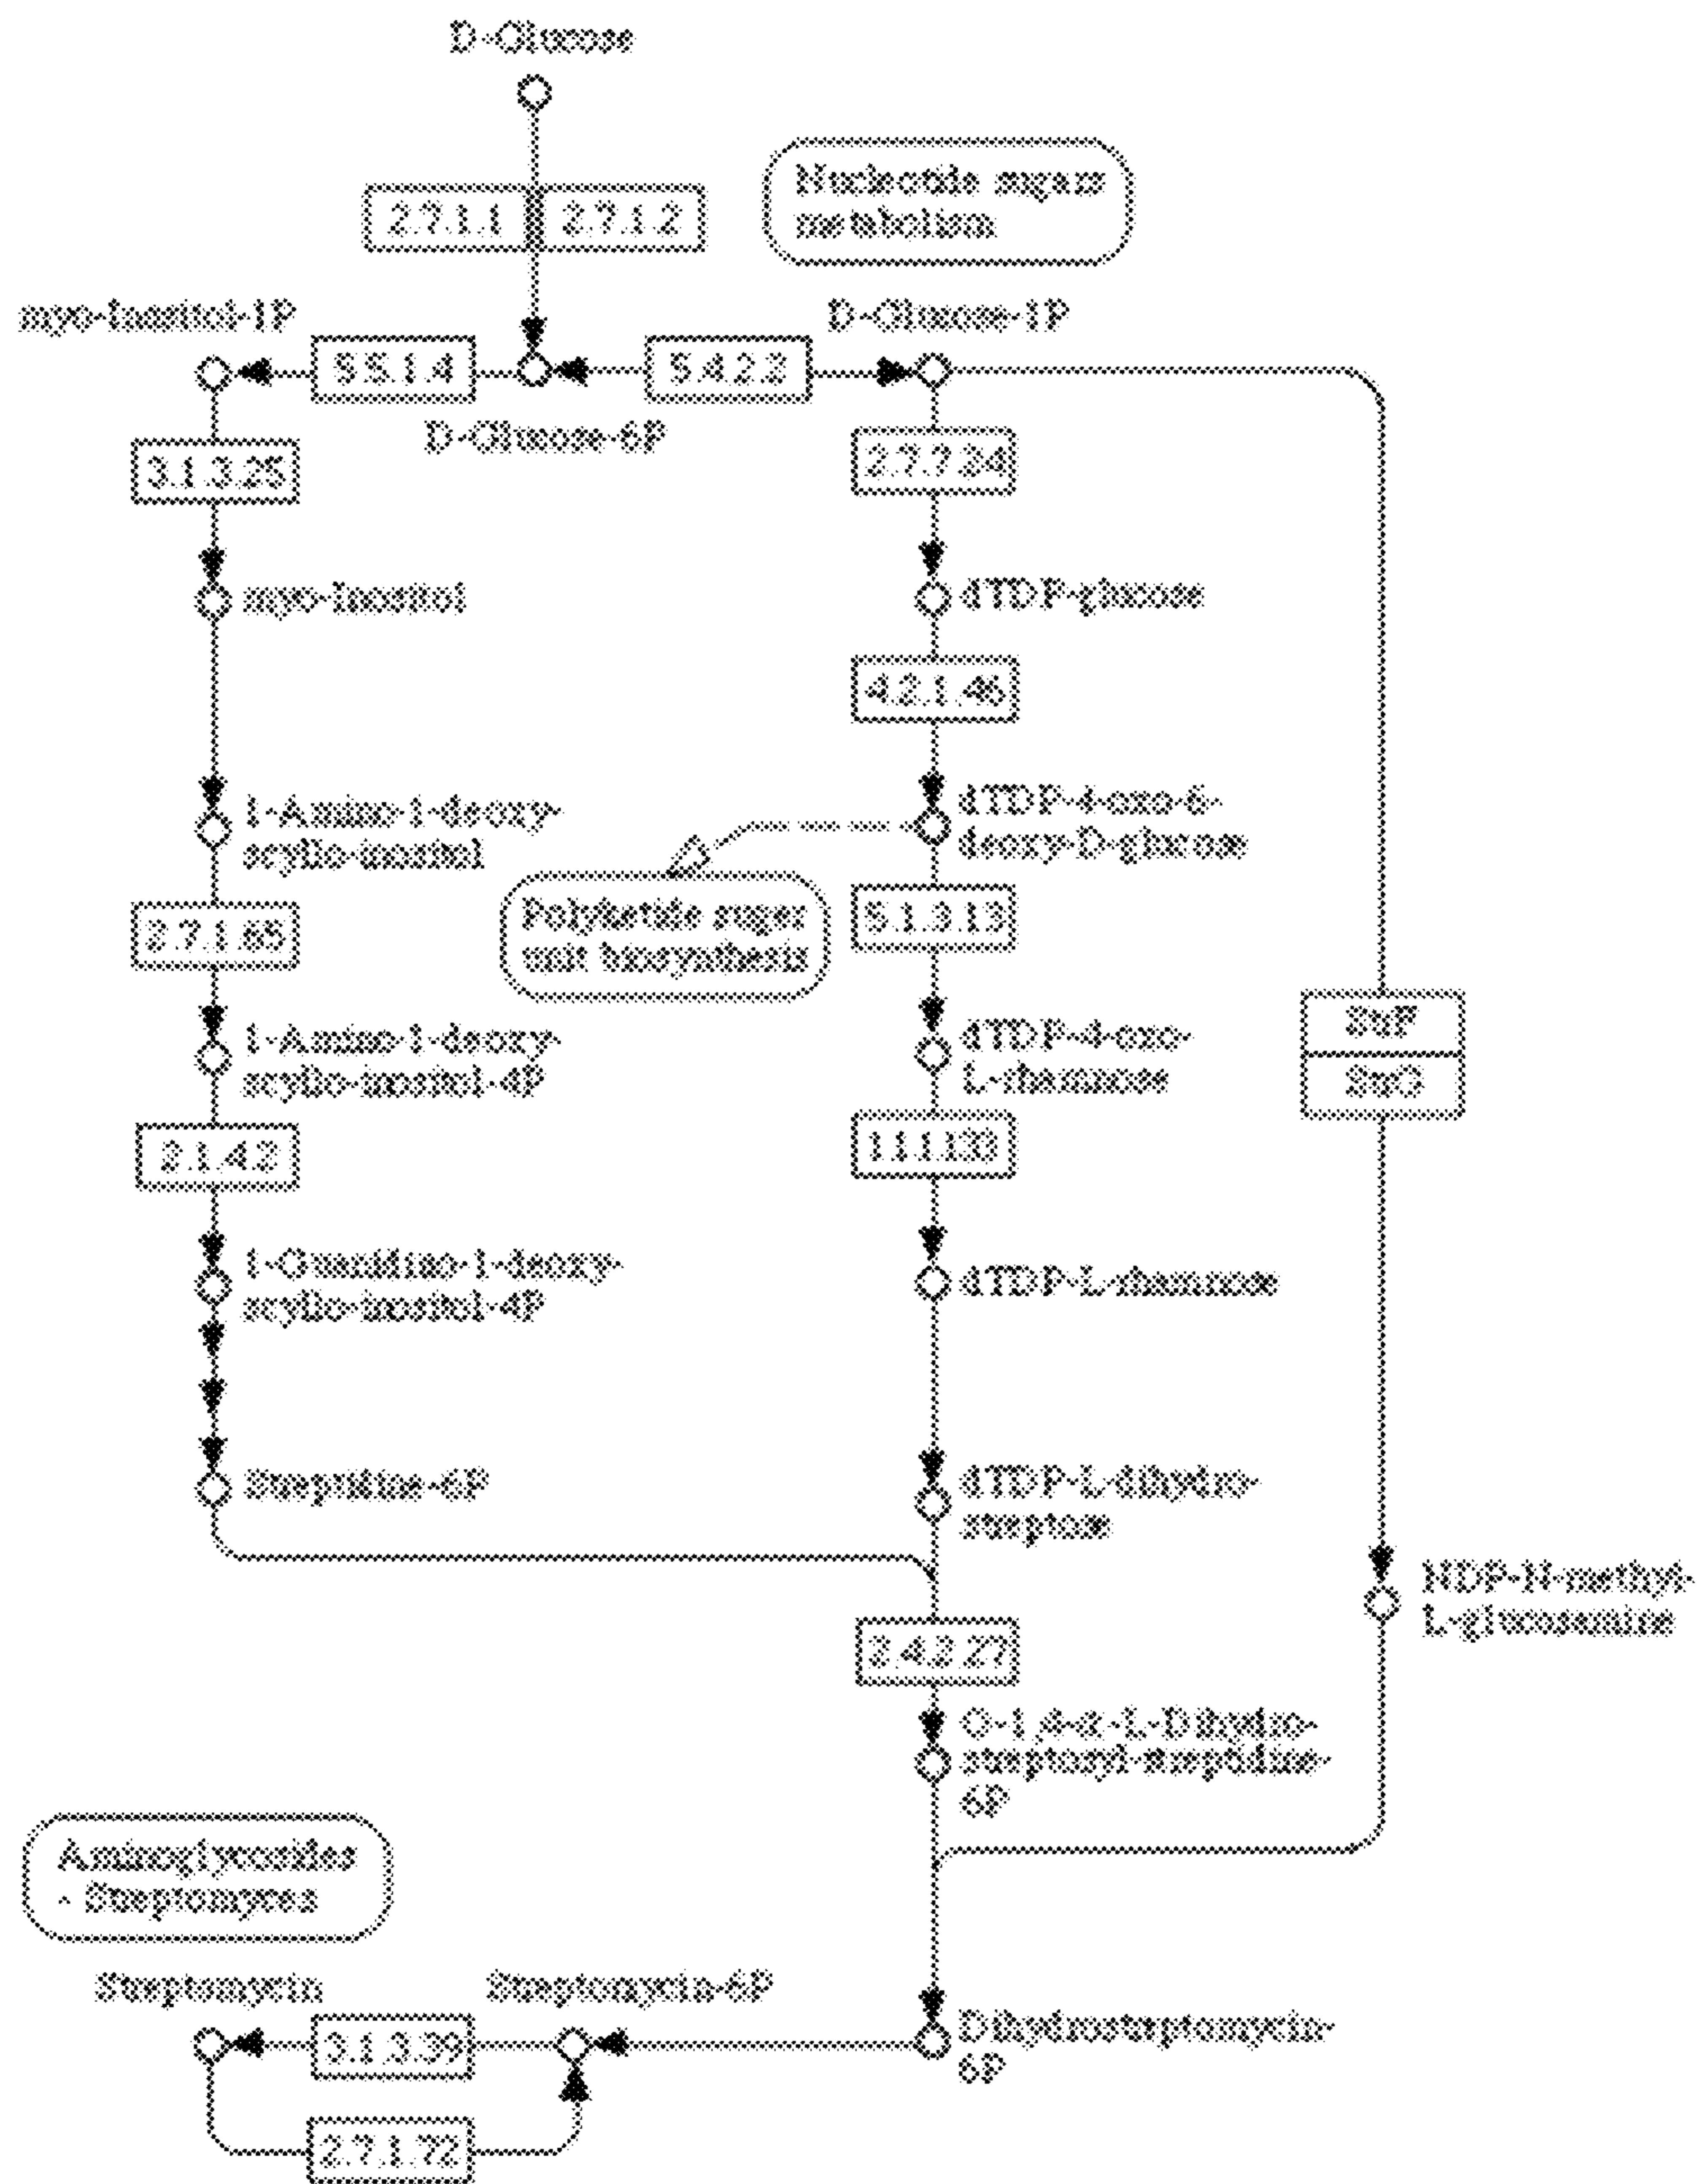 D-Glucose
Nucleotide sugars
metabolism
2.7.1.1
2.7.1.2
myo-Inositol-1P
D-Glucose-1P
5.5.1.4
5.4.2.2
D-Glucose-6P
3.1.3.25
2.7.7.24
myo-Inositol
dTDP-glucose
4.2.1.46
1-Amino-1-deoxy-
scyllo-inositol
dTDP-4-oxo-6-
deoxy-D-glucose
Polyketide suger
unit biosynthesis
2.7.1.65
5.1.3.13
1-Amino-1-deoxy-
scyllo-inositol-4P
dTDP-4-oxo-
L-rhamnose
StrF
StrO
2.1.4.2
1.1.1.133
1-Guanidino-1-deoxy-
scyllo-inositol-4P
dTDP-L-rhamnose
Streptidine-6P
dTDP-L-dihydro-
streptose
NDP-N-methyl-
L-glucosamine
2.4.2.27
O-1,4-α-L-Dihydro-
streptosyl-streptidine-
6P
Aminoglycosides
- Streptomyces
Streptomycin
Streptomycin-6P
3.1.3.39
Dihydrostreptomycin-
6P
2.7.1.72